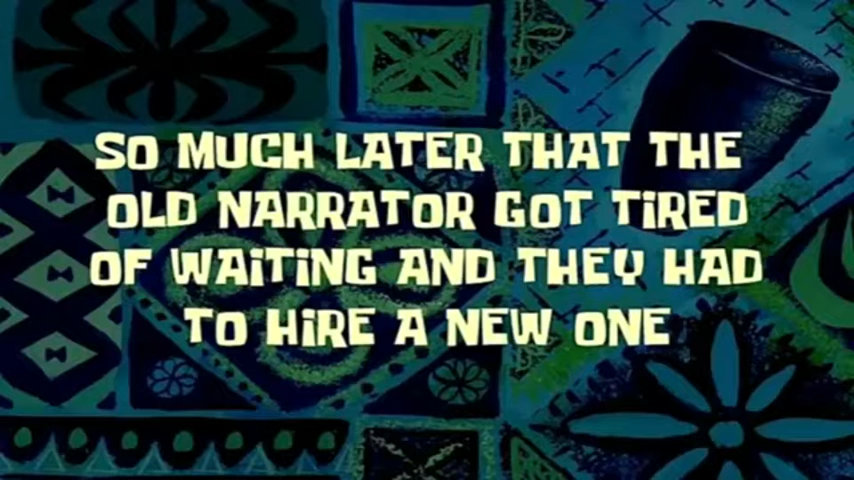 SO MUCH LATER THAT THE
OLD NARRATOR GOT TiRED
OF WAiTiNG AND THEY HAD
TO HiRE A NEW ONE